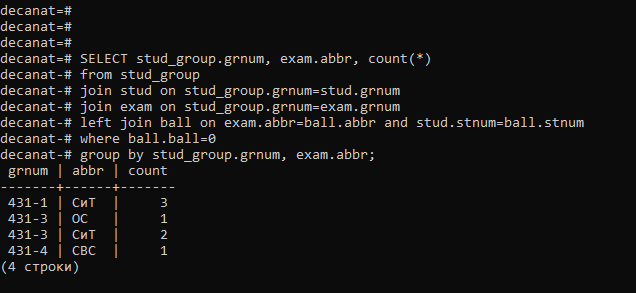 decanat=#
decanat=#
decanat=#
decanat=# SELECT stud_group.grnum, exam.abbr, count(*)
decanat-# from stud_group
decanat-# join stud on stud_group.grnum=stud.grnum
decanat-# join exam on stud_group.grnum=exam.grnum
decanat-# left join ball on exam.abbr=ball.abbr and stud.stnum=ball.stnum
decanat-# where ball.ball=0
decanat-# group by stud_group.grnum, exam.abbr;
 grnum | abbr | count
-------+------+-------
 431-1 | СиТ  |     3
 431-3 | ОС   |     1
 431-3 | СиТ  |     2
 431-4 | СВС  |     1
(4 строки)